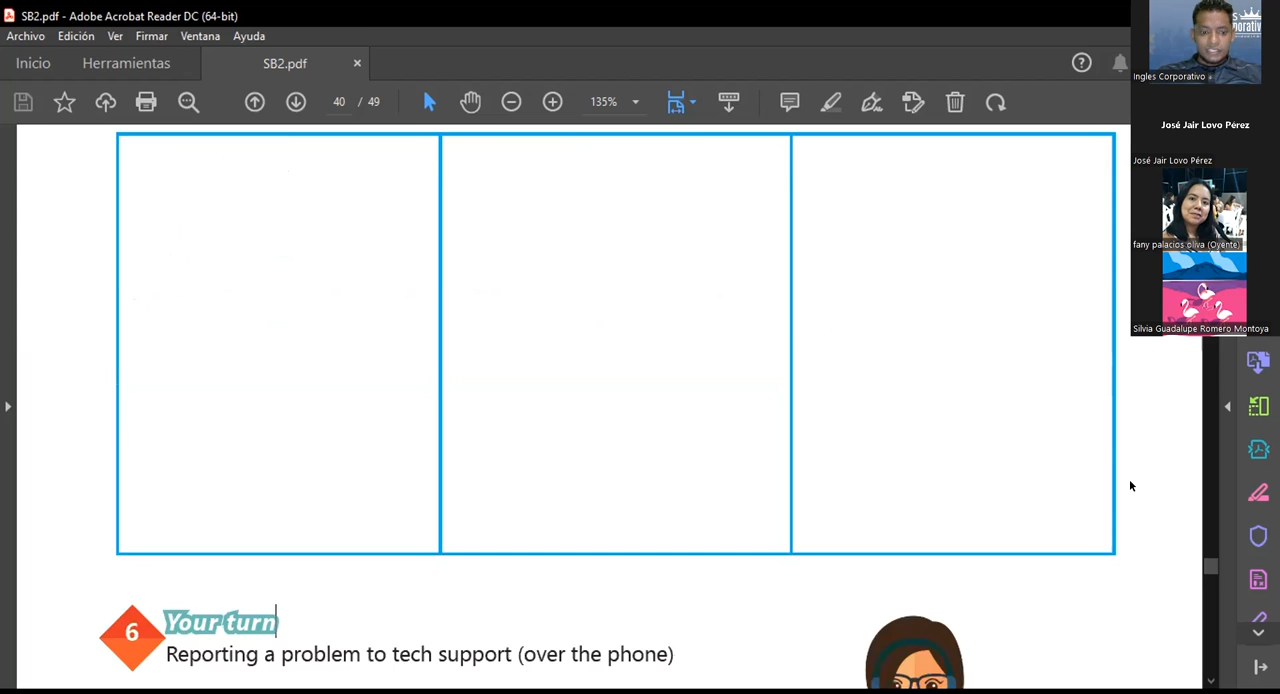 SB2.pdf - Adobe Acrobat Reader DC (64-bit)
Archivo Edición Ver Firmar Ventana Ayuda
Inicio Herramientas SB2.pdf
40 / 49 135%
Ingles Corporativo
José Jair Lovo Pérez
José Jair Lovo Pérez
fany palacios oliva (Oyente)
Silvia Guadalupe Romero Montoya
6 Your turn
Reporting a problem to tech support (over the phone)